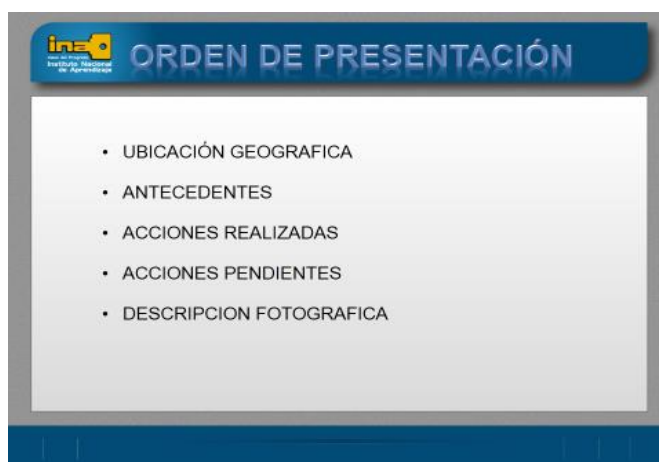 ina
Instituto Nacional
de Aprendizaje
ORDEN DE PRESENTACIÓN
• UBICACIÓN GEOGRAFICA
• ANTECEDENTES
• ACCIONES REALIZADAS
• ACCIONES PENDIENTES
• DESCRIPCION FOTOGRAFICA